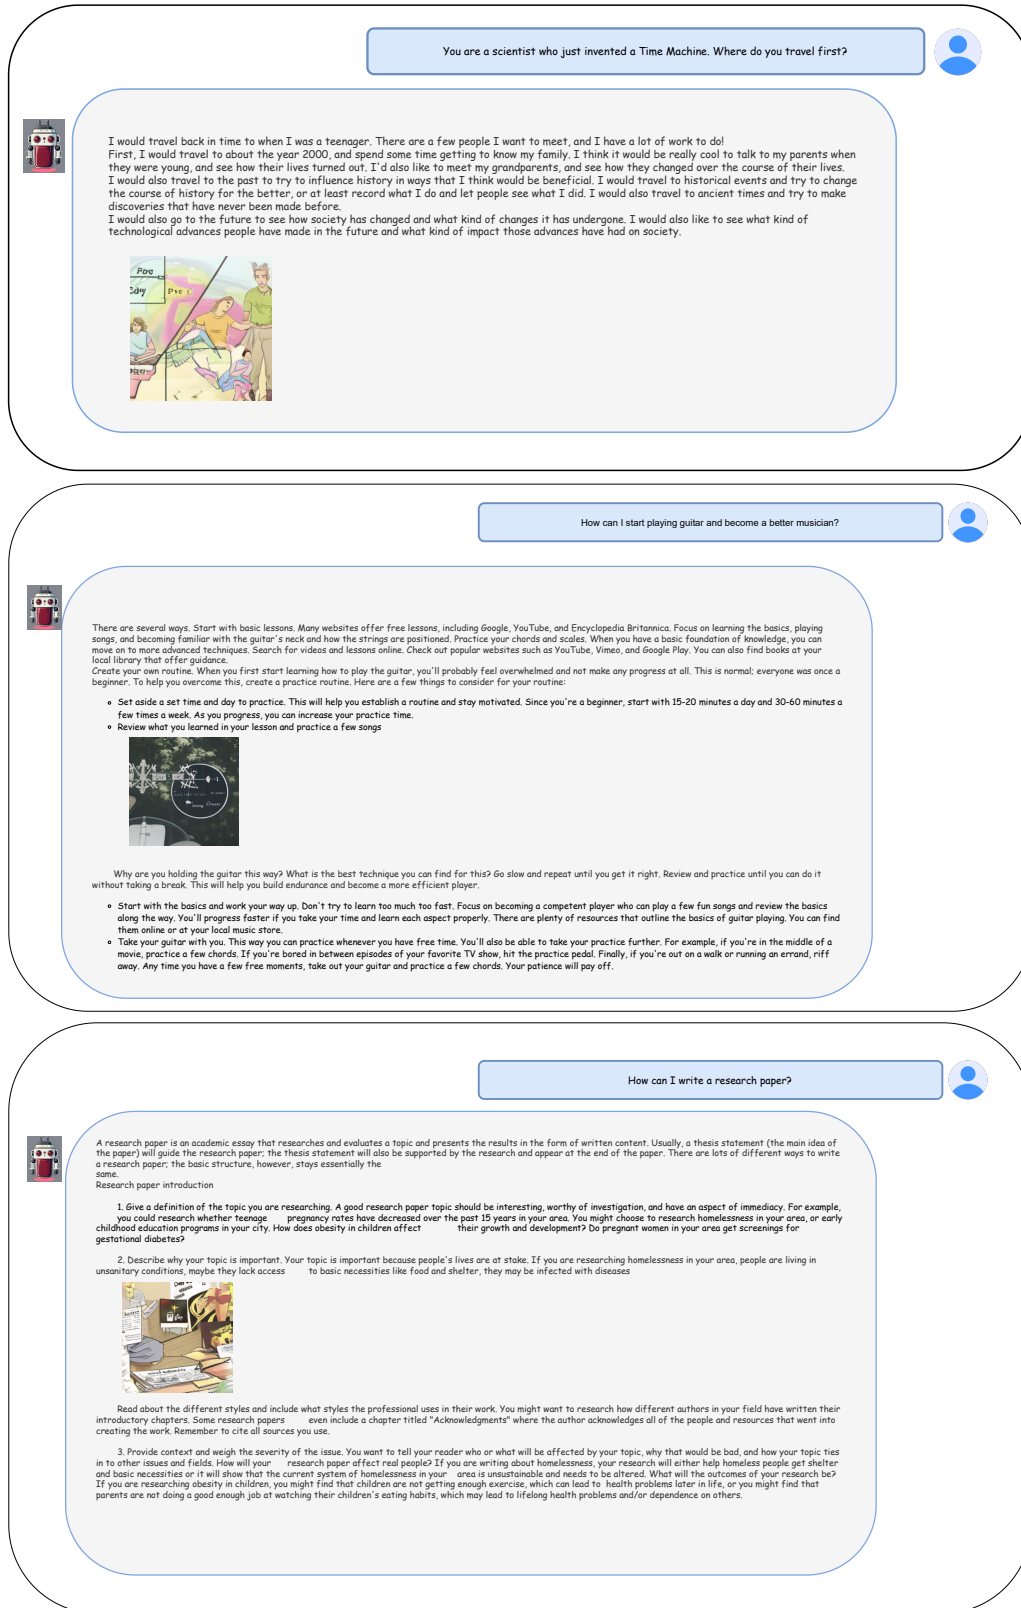 You are a scientist who just invented a Time Machine. Where do you travel first?
I would travel back in time to when I was a teenager. There are a few people I want to meet, and I have a lot of work to do!
First, I would travel to about the year 2000, and spend some time getting to know my family. I think it would be really cool to talk to my parents when
they were young, and see how their lives turned out. I'd also like to meet my grandparents, and see how they changed over the course of their lives.
I would also travel to the past to try to influence history in ways that I think would be beneficial. I would travel to historical events and try to change
the course of history for the better, or at least record what I do and let people see what I did. I would also travel to ancient times and try to make
discoveries that have never been made before.
I would also go to the future to see how society has changed and what kind of changes it has undergone. I would also like to see what kind of
technological advances people have made in the future and what kind of impact those advances have had on society.
How can I start playing guitar and become a better musician?
There are several ways. Start with basic lessons. Many websites offer free lessons, including Google, YouTube, and Encyclopedia Britannica. Focus on learning the basics, playing
songs, and becoming familiar with the guitar's neck and how the strings are positioned. Practice your chords and scales. When you have a basic foundation of knowledge, you can
move on to more advanced techniques. Search for videos and lessons online. Check out popular websites such as YouTube, Vimeo, and Google Play. You can also find books at your
local library that offer guidance.
Create your own routine. When you first start learning how to play the guitar, you'll probably feel overwhelmed and not make any progress at all. This is normal; everyone was once a
beginner. To help you overcome this, create a practice routine. Here are a few things to consider for your routine:
Set aside a set time and day to practice. This will help you establish a routine and stay motivated. Since you're a beginner, start with 15-20 minutes a day and 30-60 minutes a
few times a week. As you progress, you can increase your practice time.
Review what you learned in your lesson and practice a few songs
Why are you holding the guitar this way? What is the best technique you can find for this? Go slow and repeat until you get it right. Review and practice until you can do it
without taking a break. This will help you build endurance and become a more efficient player.
Start with the basics and work your way up. Don't try to learn too much too fast. Focus on becoming a competent player who can play a few fun songs and review the basics
along the way. You'll progress faster if you take your time and learn each aspect properly. There are plenty of resources that outline the basics of guitar playing. You can find
them online or at your local music store.
Take your guitar with you. This way you can practice whenever you have free time. You'll also be able to take your practice further. For example, if you're in the middle of a
movie, practice a few chords. If you're bored in between episodes of your favorite TV show, hit the practice pedal. Finally, if you're out on a walk or running an errand, riff
away. Any time you have a few free moments, take out your guitar and practice a few chords. Your patience will pay off.
How can I write a research paper?
A research paper is an academic essay that researches and evaluates a topic and presents the results in the form of written content. Usually, a thesis statement (the main idea of
the paper) will guide the research paper; the thesis statement will also be supported by the research and appear at the end of the paper. There are lots of different ways to write
a research paper; the basic structure, however, stays essentially the
same.
Research paper introduction
1. Give a definition of the topic you are researching. A good research paper topic should be interesting, worthy of investigation, and have an aspect of immediacy. For example,
you could research whether teenage pregnancy rates have decreased over the past 15 years in your area. You might choose to research homelessness in your area, or early
childhood education programs in your city. How does obesity in children affect their growth and development? Do pregnant women in your area get screenings for
gestational diabetes?
2. Describe why your topic is important. Your topic is important because people's lives are at stake. If you are researching homelessness in your area, people are living in
unsanitary conditions, maybe they lack access to basic necessities like food and shelter, they may be infected with diseases
Read about the different styles and include what styles the professional uses in their work. You might want to research how different authors in your field have written their
introductory chapters. Some research papers even include a chapter titled "Acknowledgments" where the author acknowledges all of the people and resources that went into
creating the work. Remember to cite all sources you use.
3. Provide context and weigh the severity of the issue. You want to tell your reader who or what will be affected by your topic, why that would be bad, and how your topic ties
in to other issues and fields. How will your research paper affect real people? If you are writing about homelessness, your research will either help homeless people get shelter
and basic necessities or it will show that the current system of homelessness in your area is unsustainable and needs to be altered. What will the outcomes of your research be?
If you are researching obesity in children, you might find that children are not getting enough exercise, which can lead to health problems later in life, or you might find that
parents are not doing a good enough job at watching their children's eating habits, which may lead to lifelong health problems and/or dependence on others.